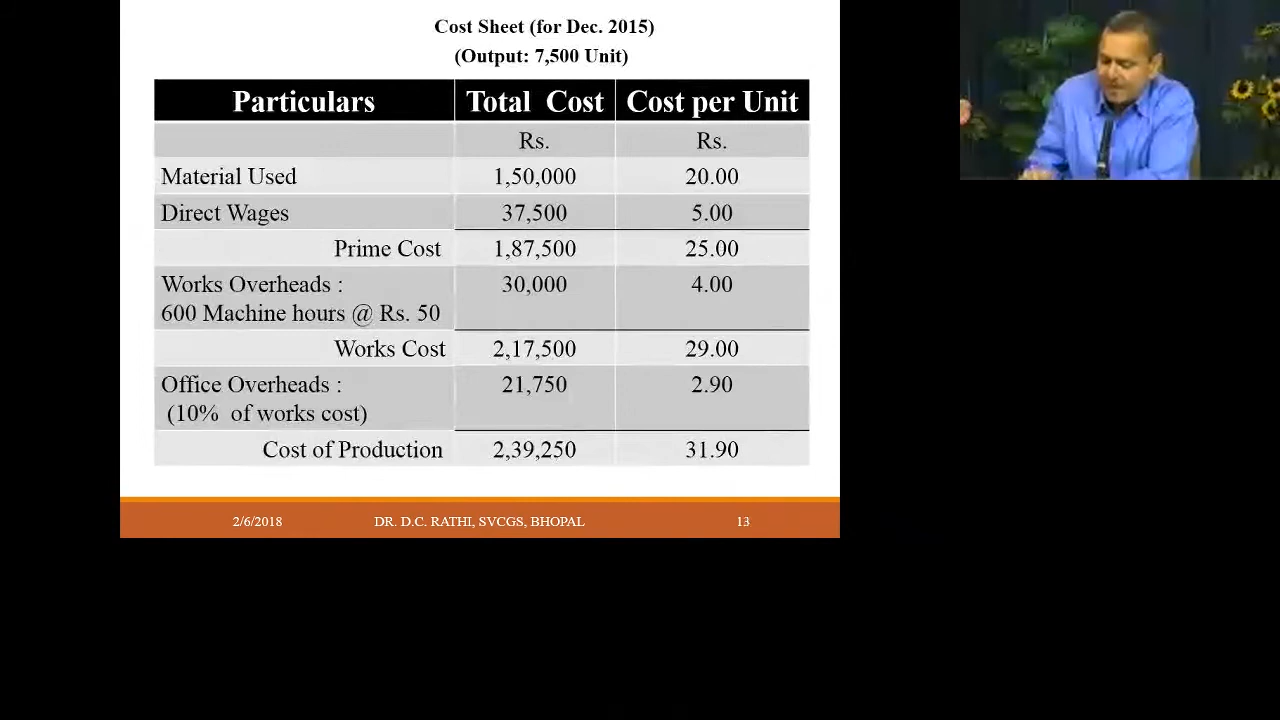 Cost Sheet (for Dec. 2015)
(Output: 7,500 Unit)
Particulars Total Cost Cost per Unit
Rs. Rs.
Material Used 1,50,000 20.00
Direct Wages 37,500 5.00
Prime Cost 1,87,500 25.00
Works Overheads : 30,000 4.00
600 Machine hours @ Rs. 50
Works Cost 2,17,500 29.00
Office Overheads : 21,750 2.90
(10% of works cost)
Cost of Production 2,39,250 31.90
2/6/2018 DR. D.C. RATHI, SVCGS, BHOPAL 13